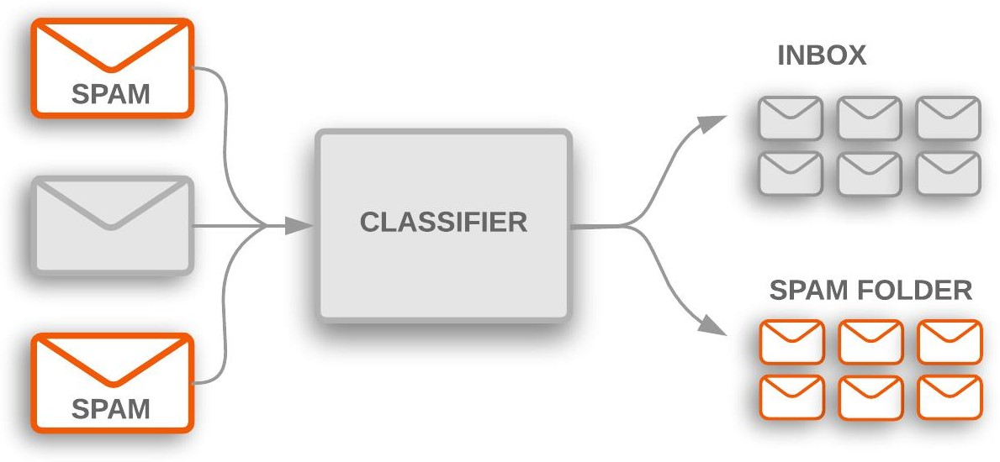 SPAM
SPAM
CLASSIFIER
INBOX
SPAM FOLDER